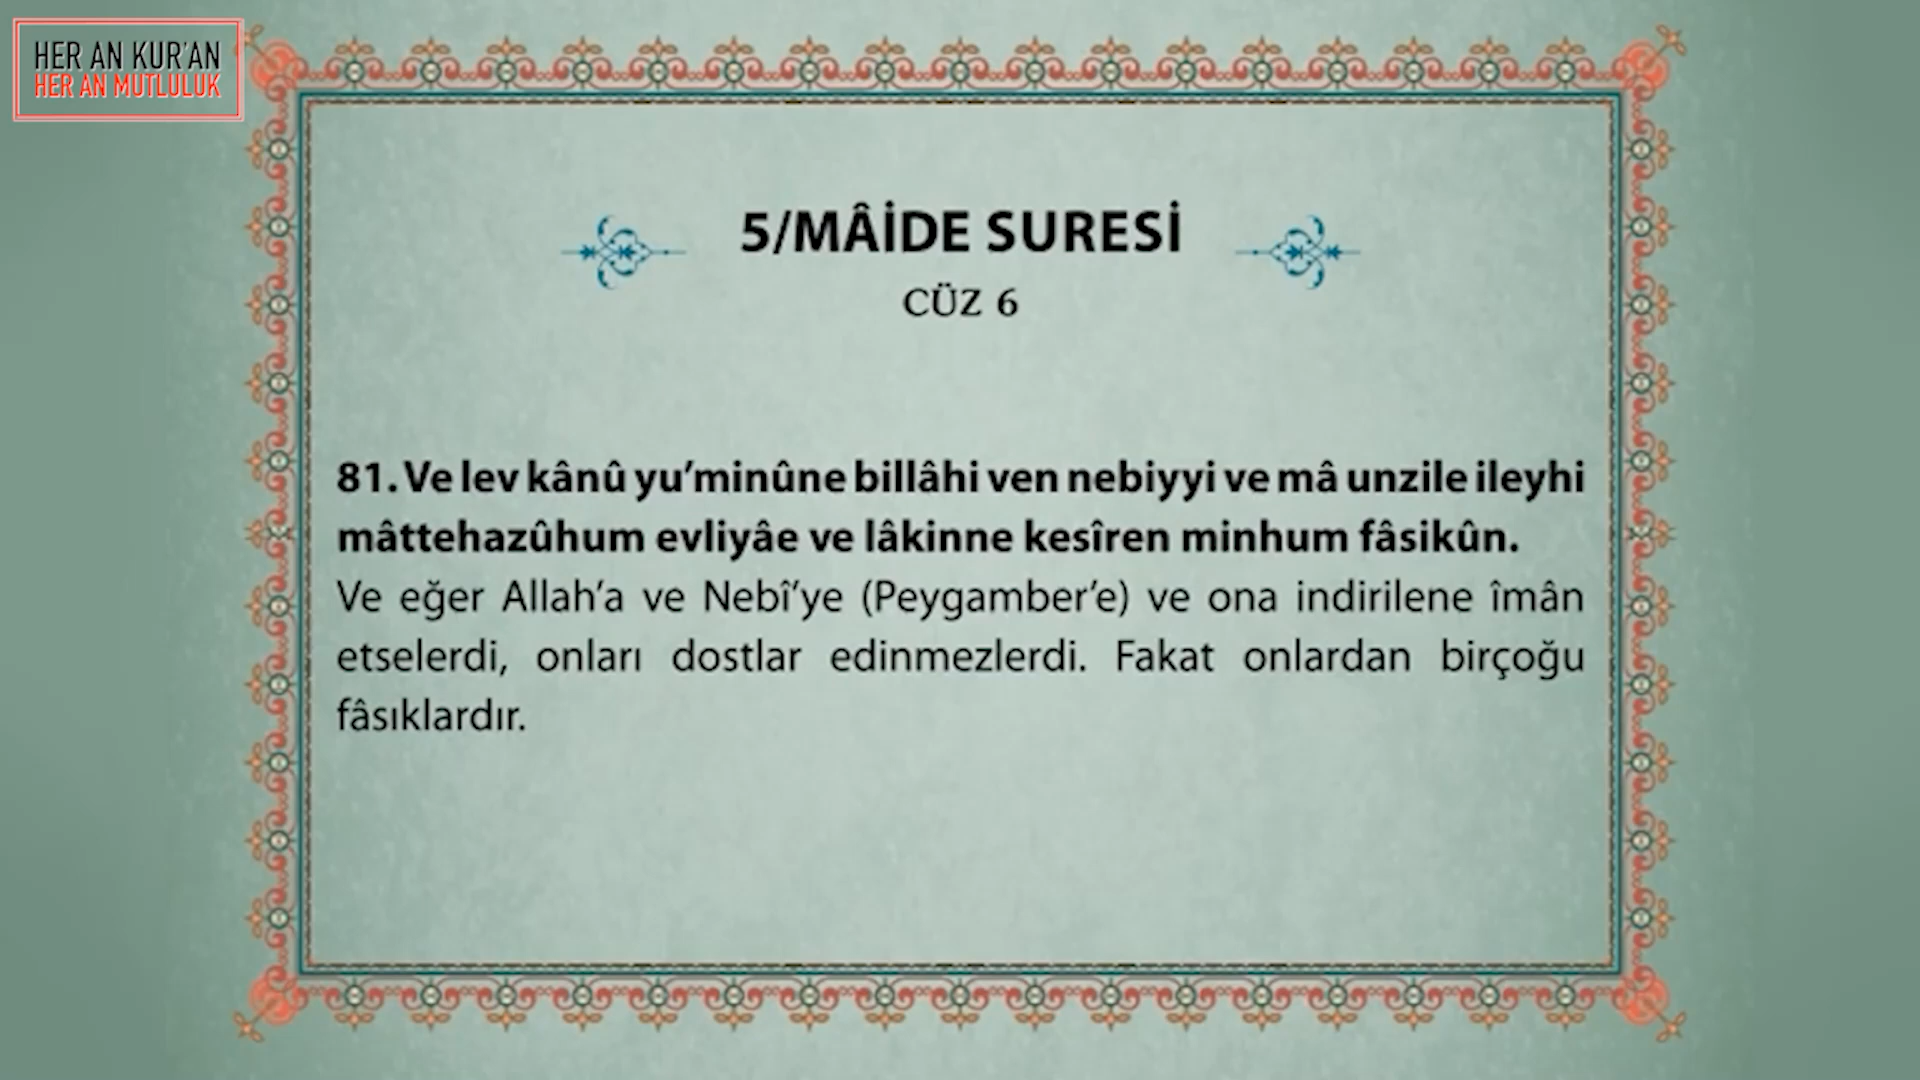 HER AN KUR'AN
HER AN MUTLULUK
5/MÂİDE SURESİ
CÜZ 6
81. Ve lev kânû yu’minûne billâhi ven nebiyyi ve mâ unzile ileyhi
mâttehazûhum evliyâe ve lâkinne kesîren minhum fâsikûn.
Ve eğer Allah’a ve Nebî’ye (Peygamber’e) ve ona indirilene îmân
etselerdi, onları dostlar edinmezlerdi. Fakat onlardan birçoğu
fâsıklardır.